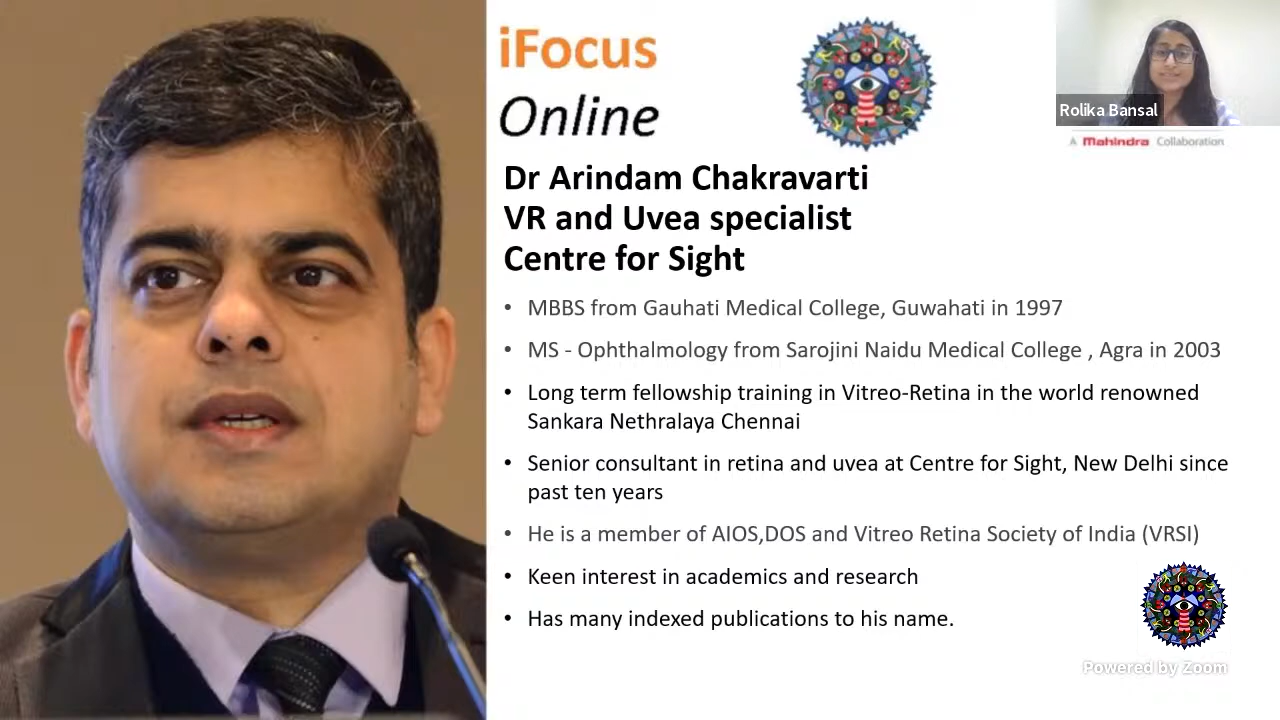 iFocus
Online
Rolika Bansal
A Mahindra Collaboration
Dr Arindam Chakravarti
VR and Uvea specialist
Centre for Sight
• MBBS from Gauhati Medical College, Guwahati in 1997
• MS - Ophthalmology from Sarojini Naidu Medical College , Agra in 2003
• Long term fellowship training in Vitreo-Retina in the world renowned
Sankara Nethralaya Chennai
• Senior consultant in retina and uvea at Centre for Sight, New Delhi since
past ten years
• He is a member of AIOS,DOS and Vitreo Retina Society of India (VRSI)
• Keen interest in academics and research
• Has many indexed publications to his name.
Powered by Zoom